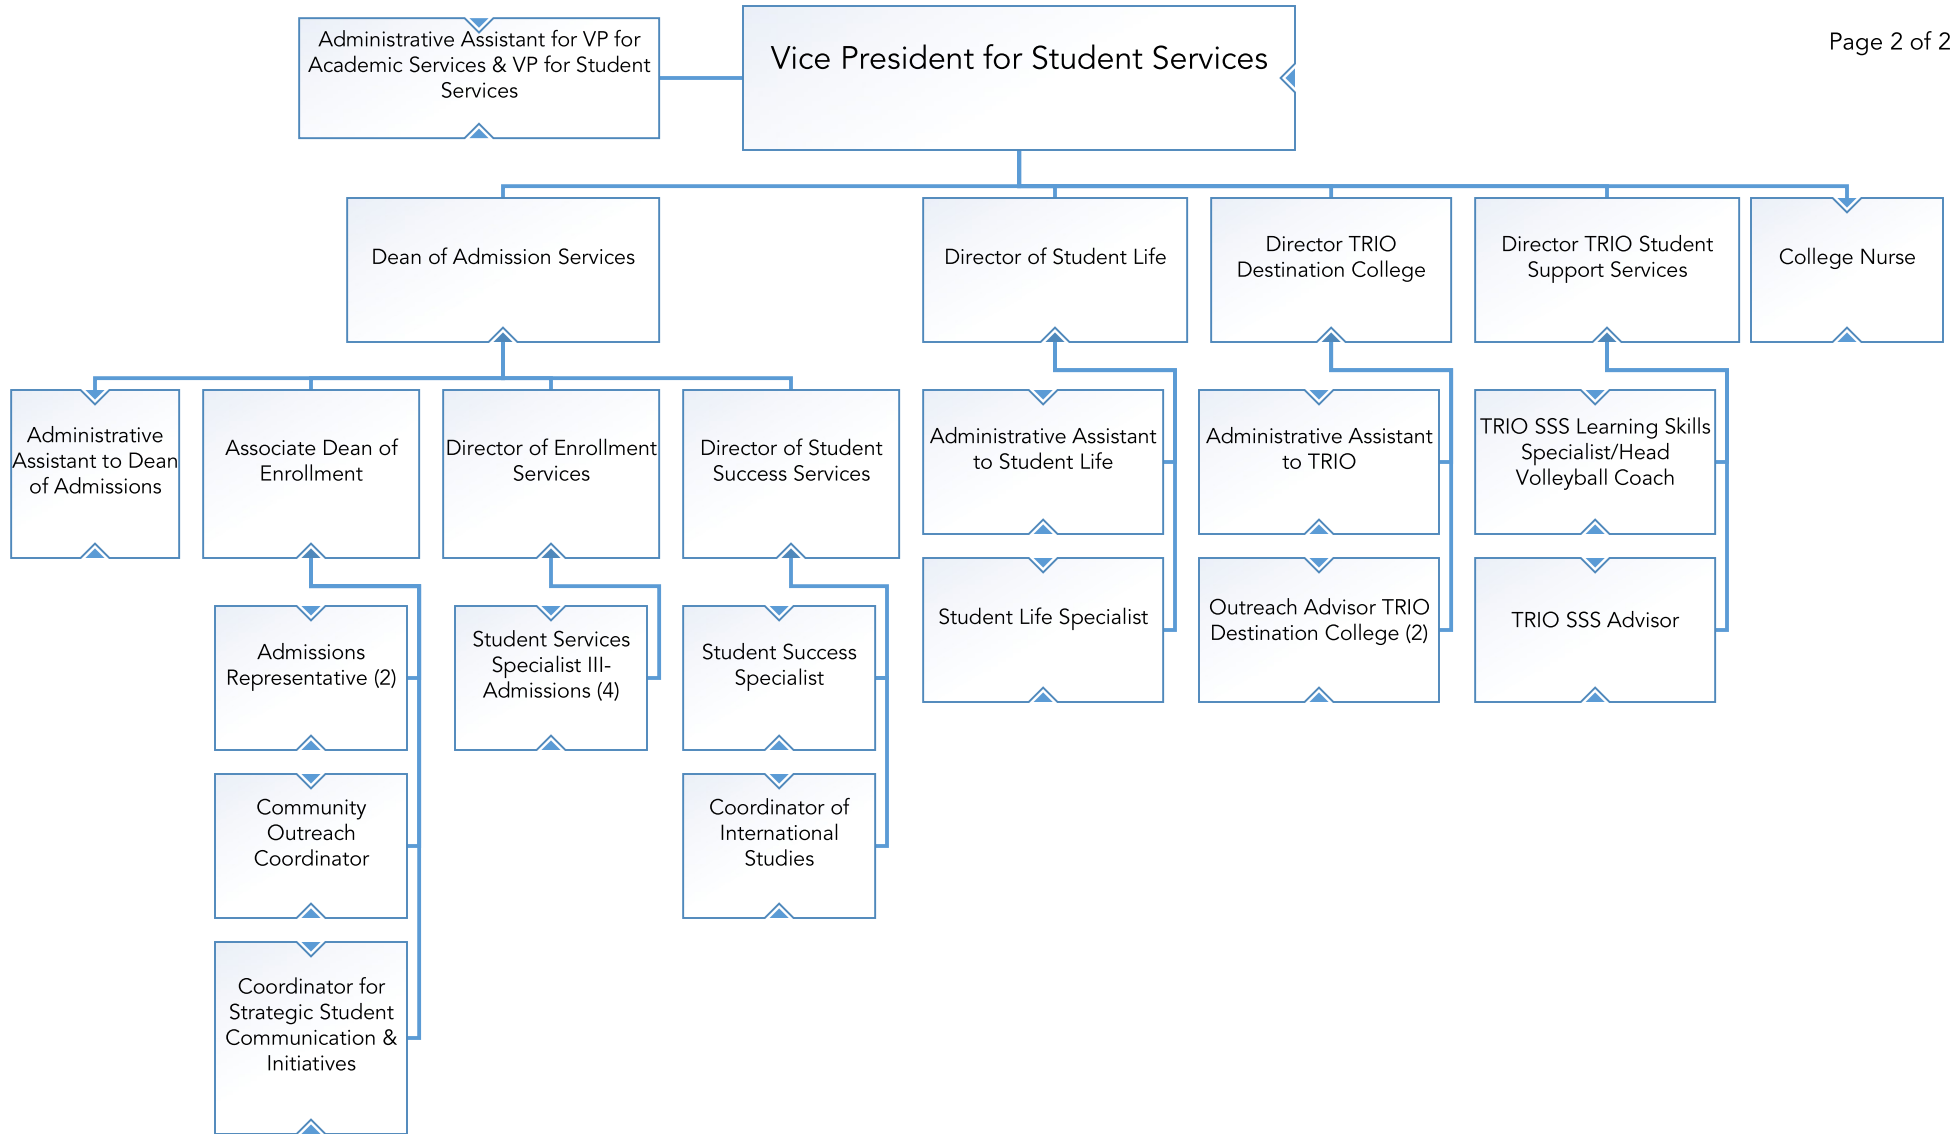 Administrative Assistant for VP for
Academic Services & VP for Student
Services
Vice President for Student Services
Page 2 of 2
Dean of Admission Services
Director of Student Life
Director TRIO
Destination College
Director TRIO Student
Support Services
College Nurse
Administrative
Assistant to Dean
of Admissions
Associate Dean of
Enrollment
Director of Enrollment
Services
Director of Student
Success Services
Administrative Assistant
to Student Life
Administrative Assistant
to TRIO
TRIO SSS Learning Skills
Specialist/Head
Volleyball Coach
Admissions
Representative (2)
Student Services
Specialist III-
Admissions (4)
Student Success
Specialist
Student Life Specialist
Outreach Advisor TRIO
Destination College (2)
TRIO SSS Advisor
Community
Outreach
Coordinator
Coordinator of
International
Studies
Coordinator for
Strategic Student
Communication &
Initiatives